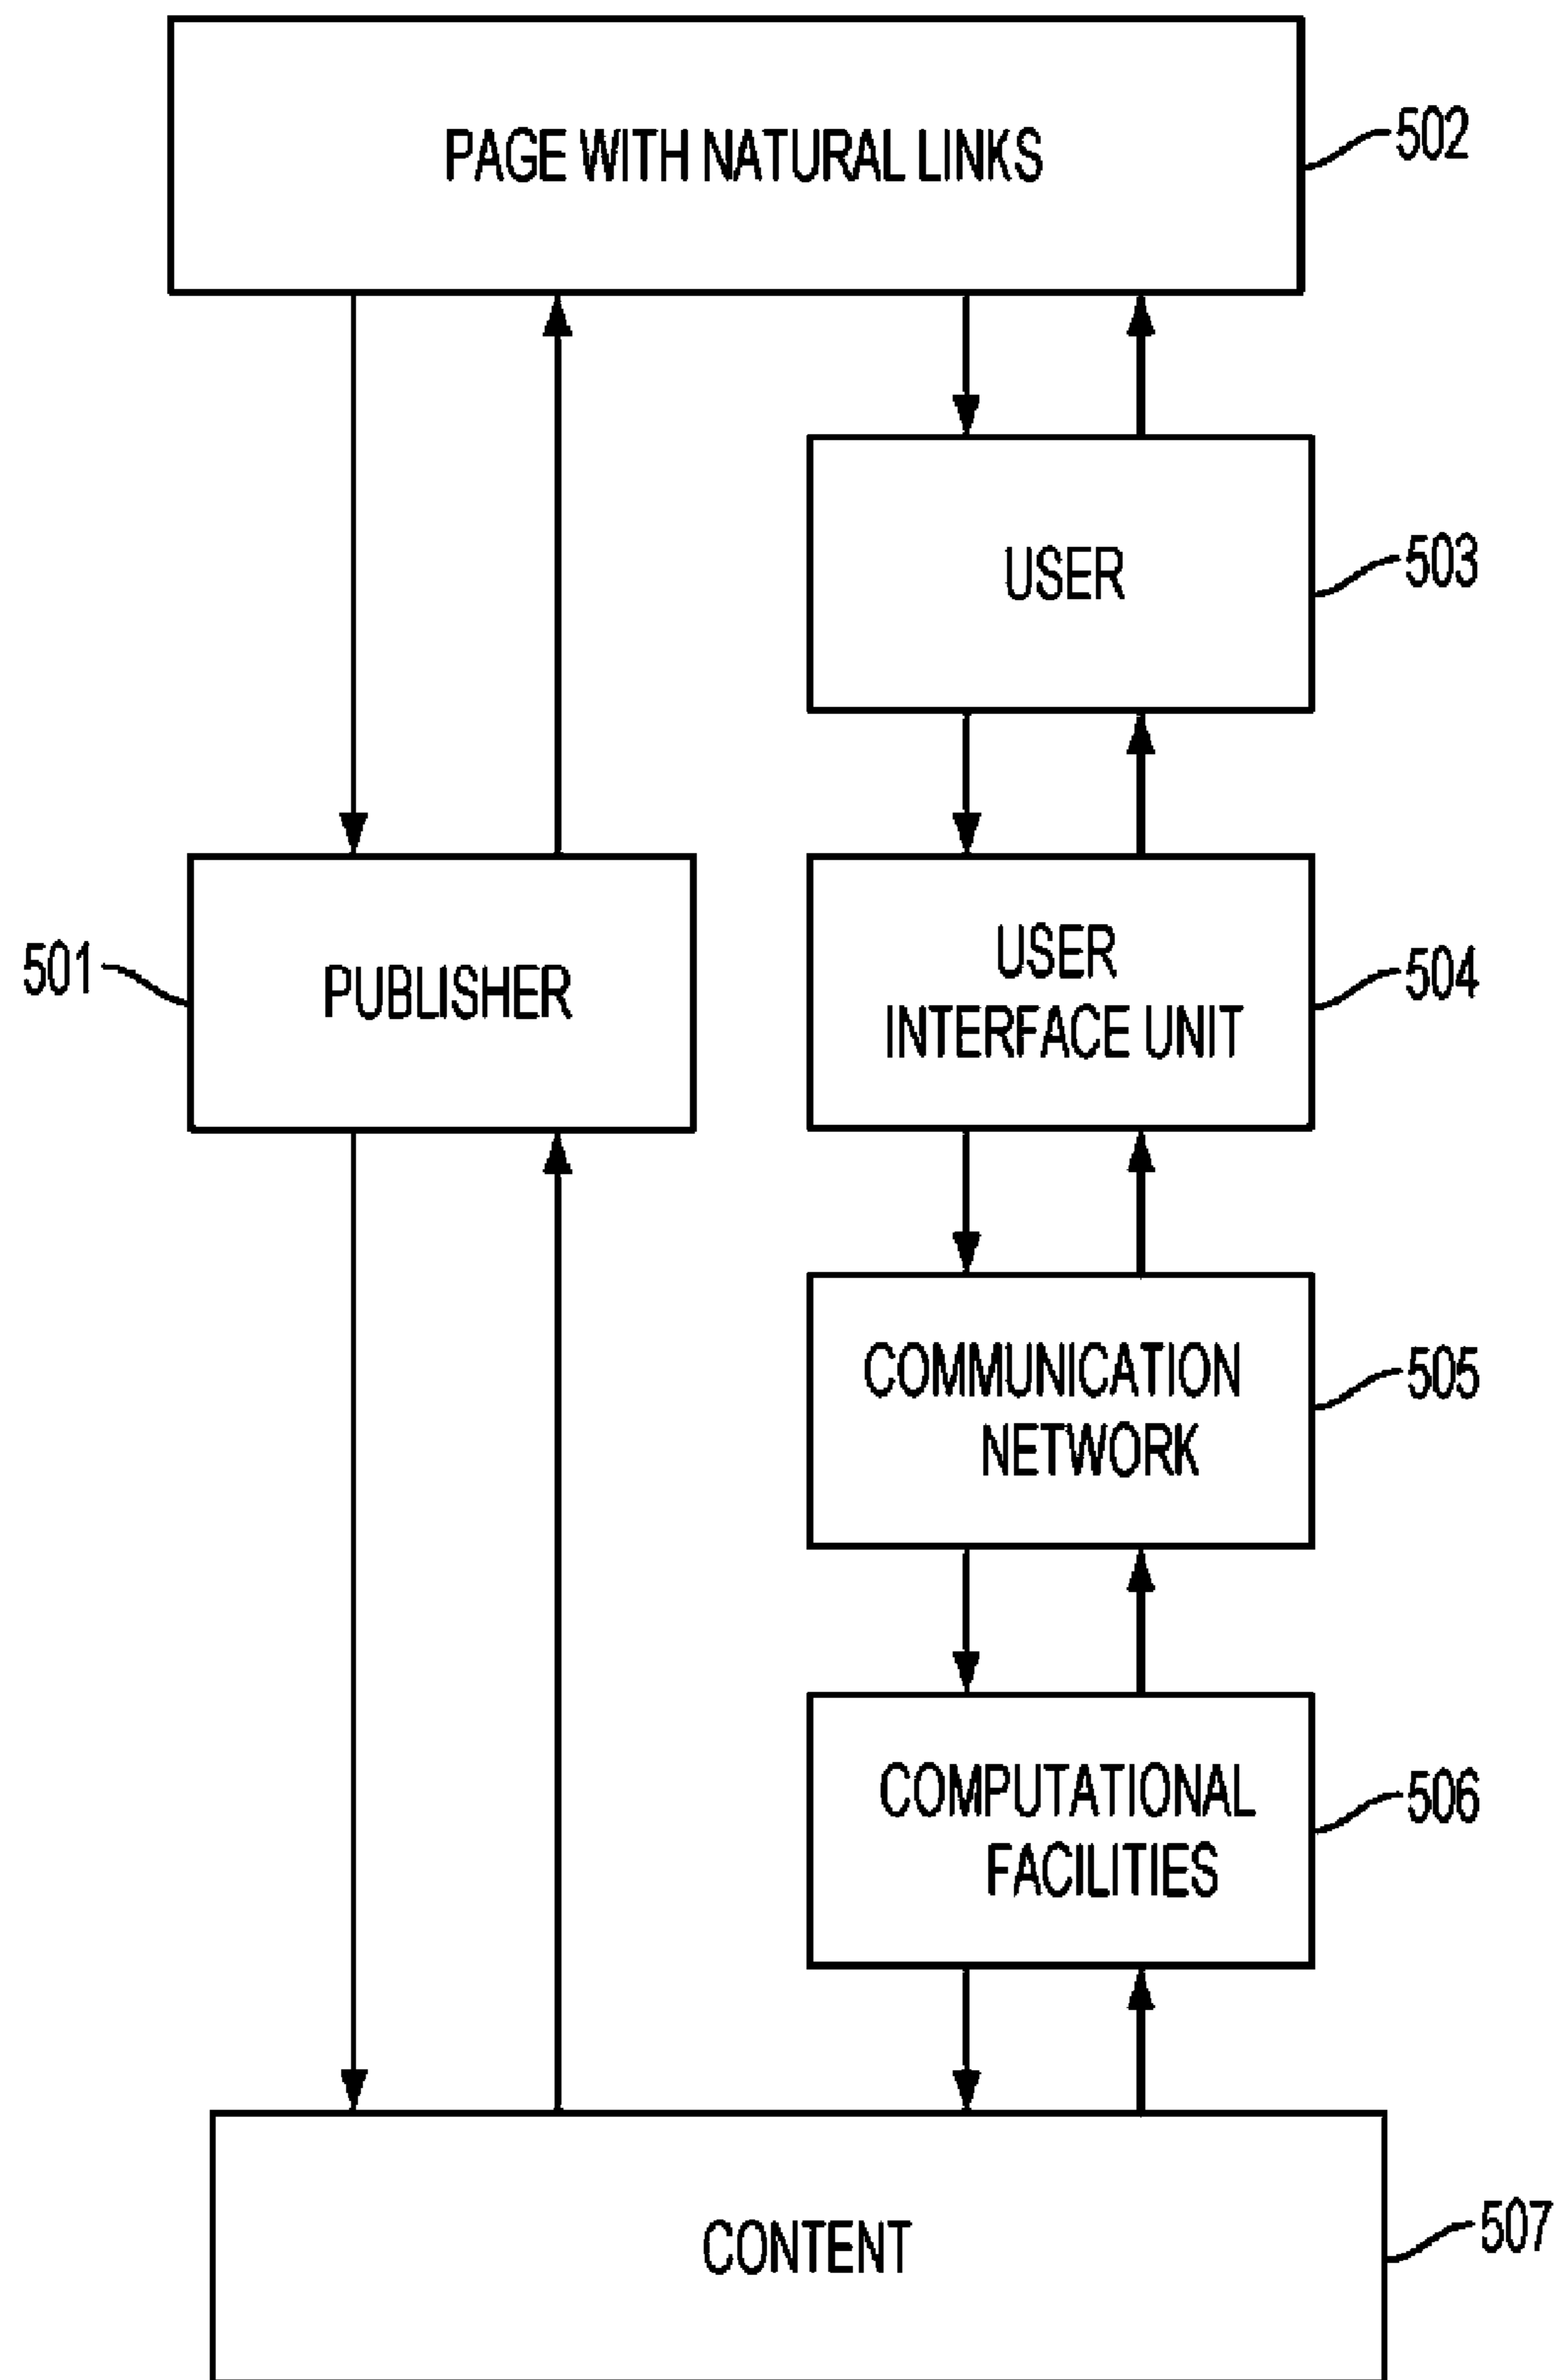 PAGE WITH NATURAL LINKS
502
USER
503
501
PUBLISHER
USER
INTERFACE UNIT
504
COMMUNICATION
NETWORK
505
COMPUTATIONAL
FACILITIES
506
CONTENT
507